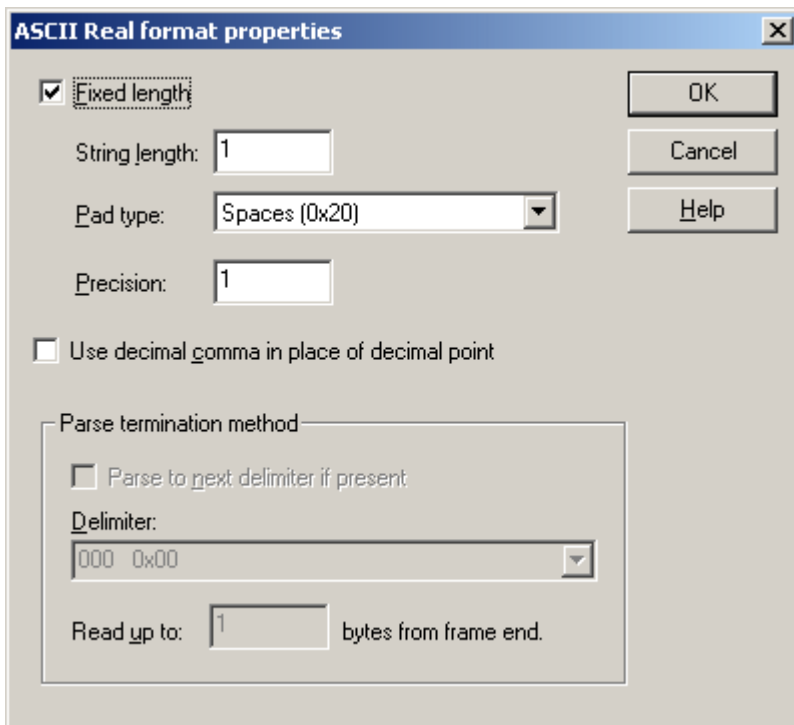 ASCII Real format properties
Fixed length
OK
String length: 1
Cancel
Pad type: Spaces (0x20)
Help
Precision: 1
Use decimal comma in place of decimal point
Parse termination method
Parse to next delimiter if present
Delimiter:
000 0x00
Read up to: 1 bytes from frame end.